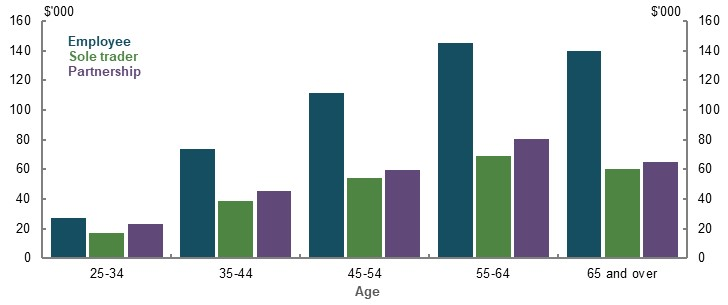 $'000 $'000
160 160
Employee
140 140
Sole trader
Partnership
120 120
100 100
80 80
60 60
40 40
20 20
0 0
25-34 35-44 45-54 55-64 65 and over
Age